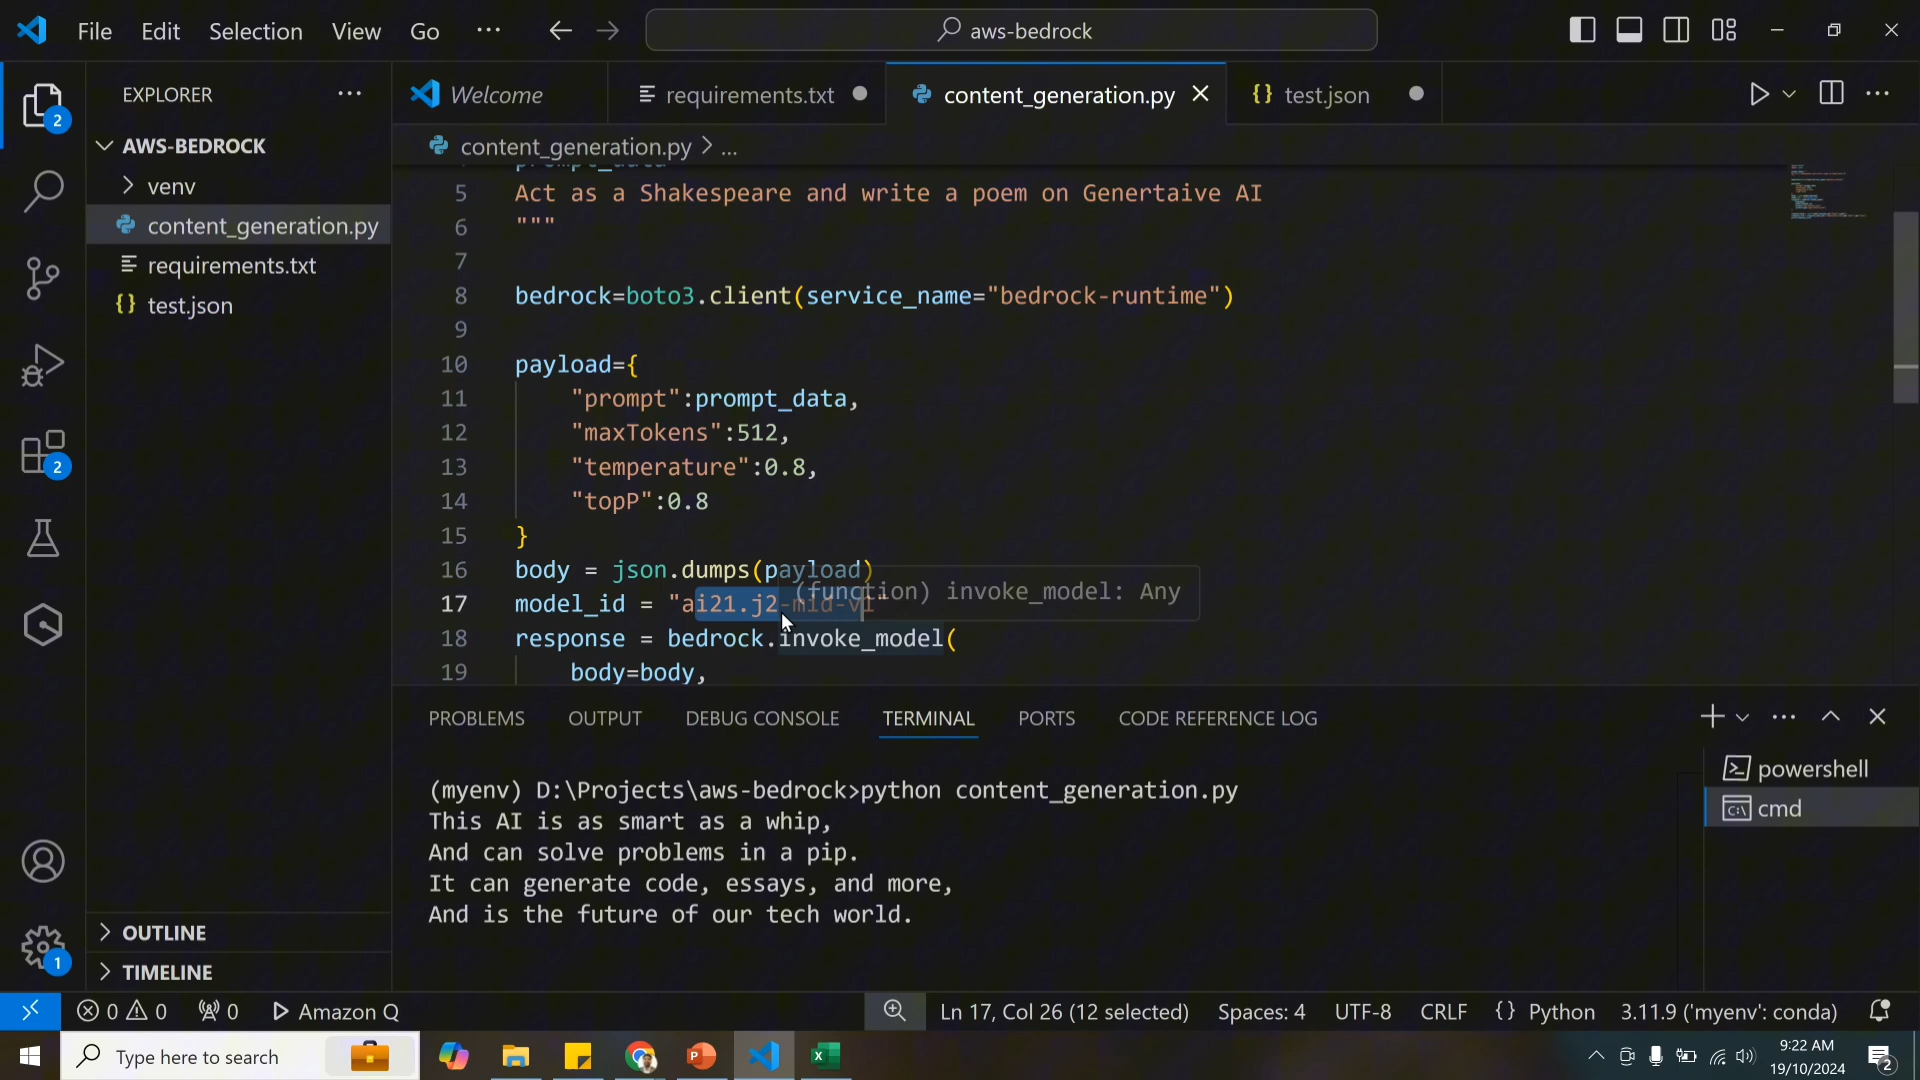 File Edit Selection View Go ··· aws-bedrock
EXPLORER ···
Welcome requirements.txt content_generation.py test.json
2
AWS-BEDROCK
content_generation.py > ...
venv
content_generation.py
requirements.txt
test.json
5 Act as a Shakespeare and write a poem on Genertaive AI
6 """
7
8 bedrock=boto3.client(service_name="bedrock-runtime")
9
10 payload={
11 "prompt":prompt_data,
12 "maxTokens":512,
13 "temperature":0.8,
14 "topP":0.8
15 }
16 body = json.dumps(payload)
(function) invoke_model: Any
17 model_id = "ai21.j2-mid-v1"
18 response = bedrock.invoke_model(
19 body=body,
2
PROBLEMS OUTPUT DEBUG CONSOLE TERMINAL PORTS CODE REFERENCE LOG
powershell
cmd
(myenv) D:\Projects\aws-bedrock>python content_generation.py
This AI is as smart as a whip,
And can solve problems in a pip.
It can generate code, essays, and more,
And is the future of our tech world.
OUTLINE
TIMELINE
1
0 0 0 Amazon Q Ln 17, Col 26 (12 selected) Spaces: 4 UTF-8 CRLF {} Python 3.11.9 ('myenv': conda)
Type here to search
9:22 AM
19/10/2024
2